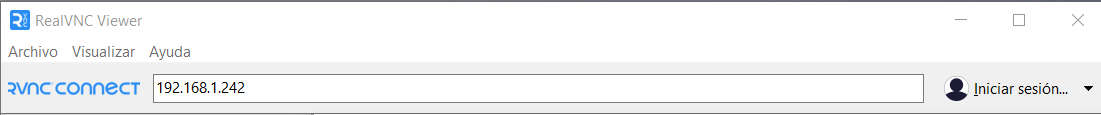 RealVNC Viewer
Archivo Visualizar Ayuda
RVNC CONNECT 192.168.1.242 Iniciar sesión...